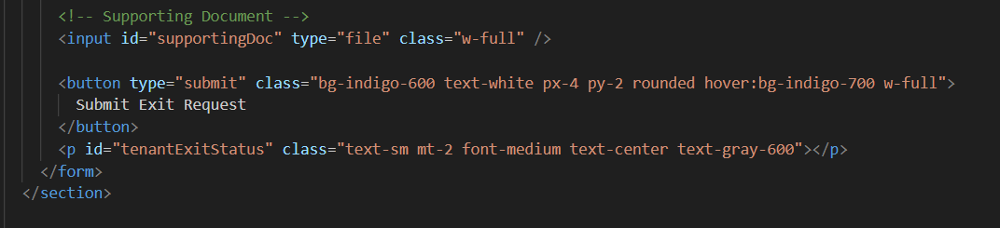 <!-- Supporting Document -->
<input id="supportingDoc" type="file" class="w-full" />
<button type="submit" class="bg-indigo-600 text-white px-4 py-2 rounded hover:bg-indigo-700 w-full">
Submit Exit Request
</button>
<p id="tenantExitStatus" class="text-sm mt-2 font-medium text-center text-gray-600"></p>
</form>
</section>